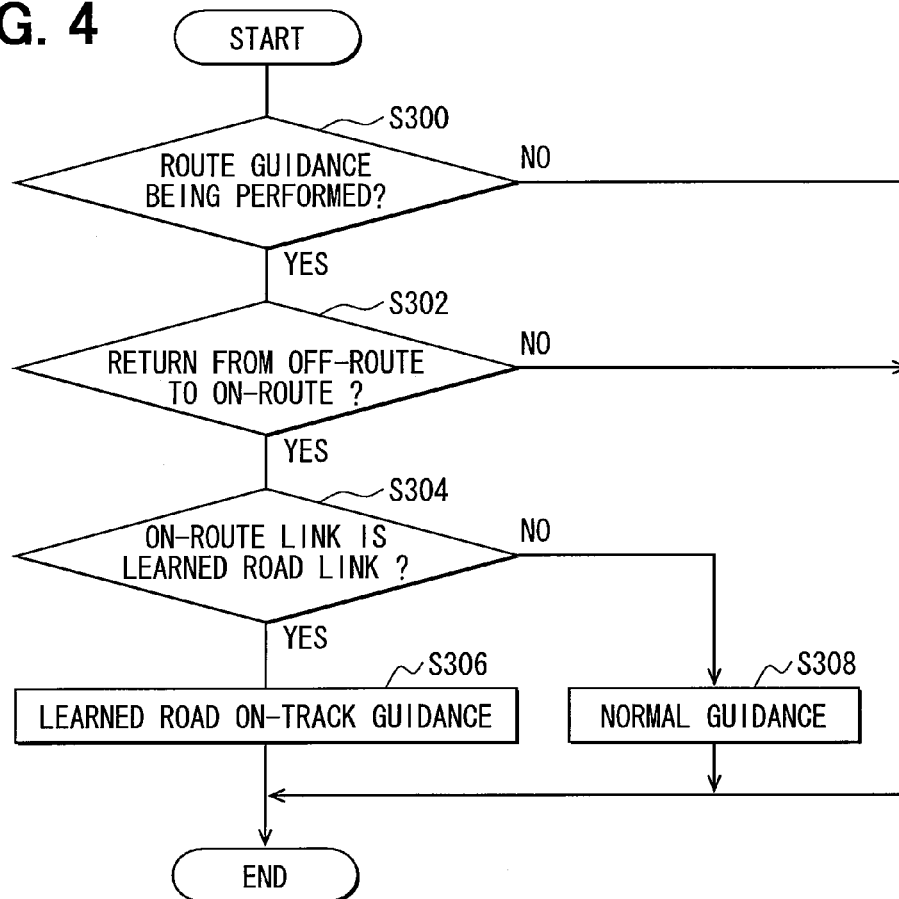 G. 4
START
S300
ROUTE GUIDANCE
BEING PERFORMED?
NO
YES
S302
RETURN FROM OFF-ROUTE
TO ON-ROUTE ?
NO
YES
S304
ON-ROUTE LINK IS
LEARNED ROAD LINK ?
NO
YES
S306
LEARNED ROAD ON-TRACK GUIDANCE
S308
NORMAL GUIDANCE
END